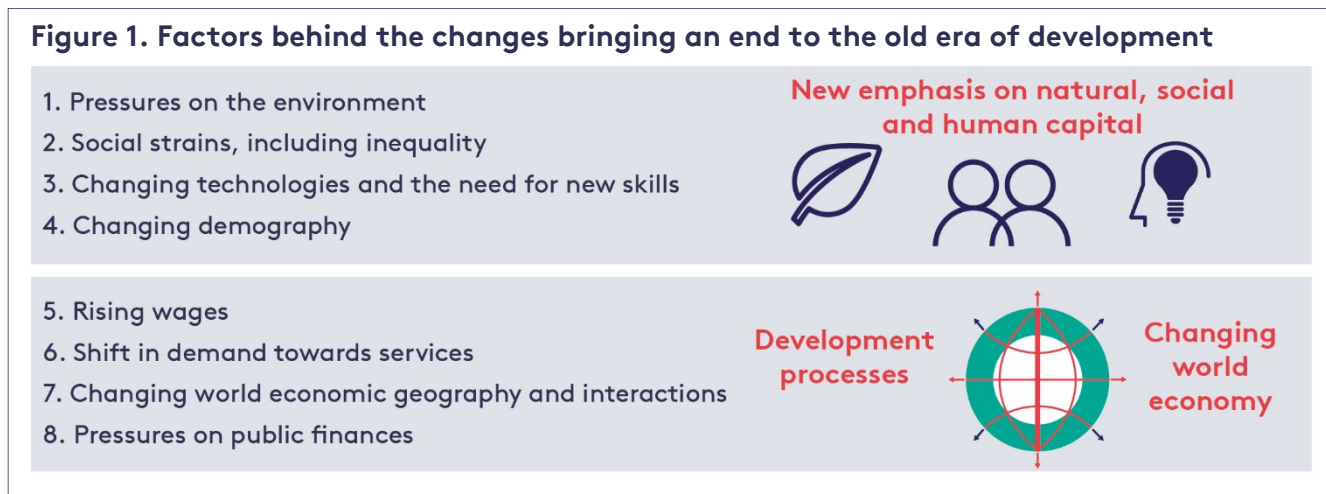 Figure 1. Factors behind the changes bringing an end to the old era of development
1. Pressures on the environment
2. Social strains, including inequality
3. Changing technologies and the need for new skills
4. Changing demography
New emphasis on natural, social
and human capital
5. Rising wages
6. Shift in demand towards services
7. Changing world economic geography and interactions
8. Pressures on public finances
Development
processes
Changing
world
economy